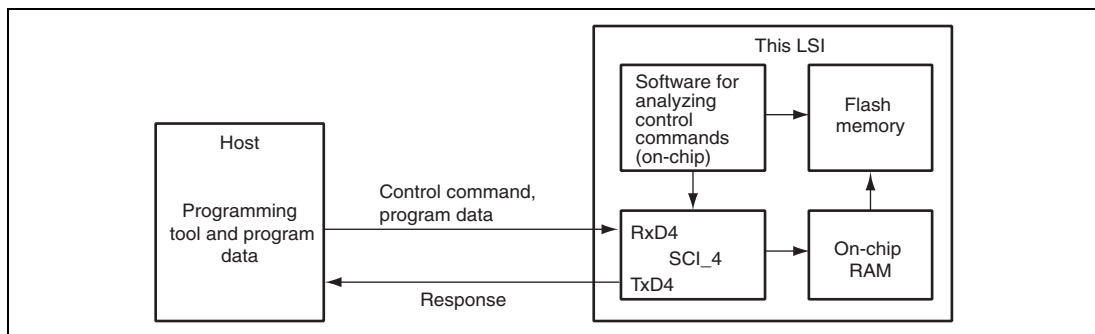 This LSI
Software for
analyzing
control
commands
(on-chip)
Flash
memory
Host
Programming
tool and program
data
Control command,
program data
RxD4
SCI_4
TxD4
On-chip
RAM
Response